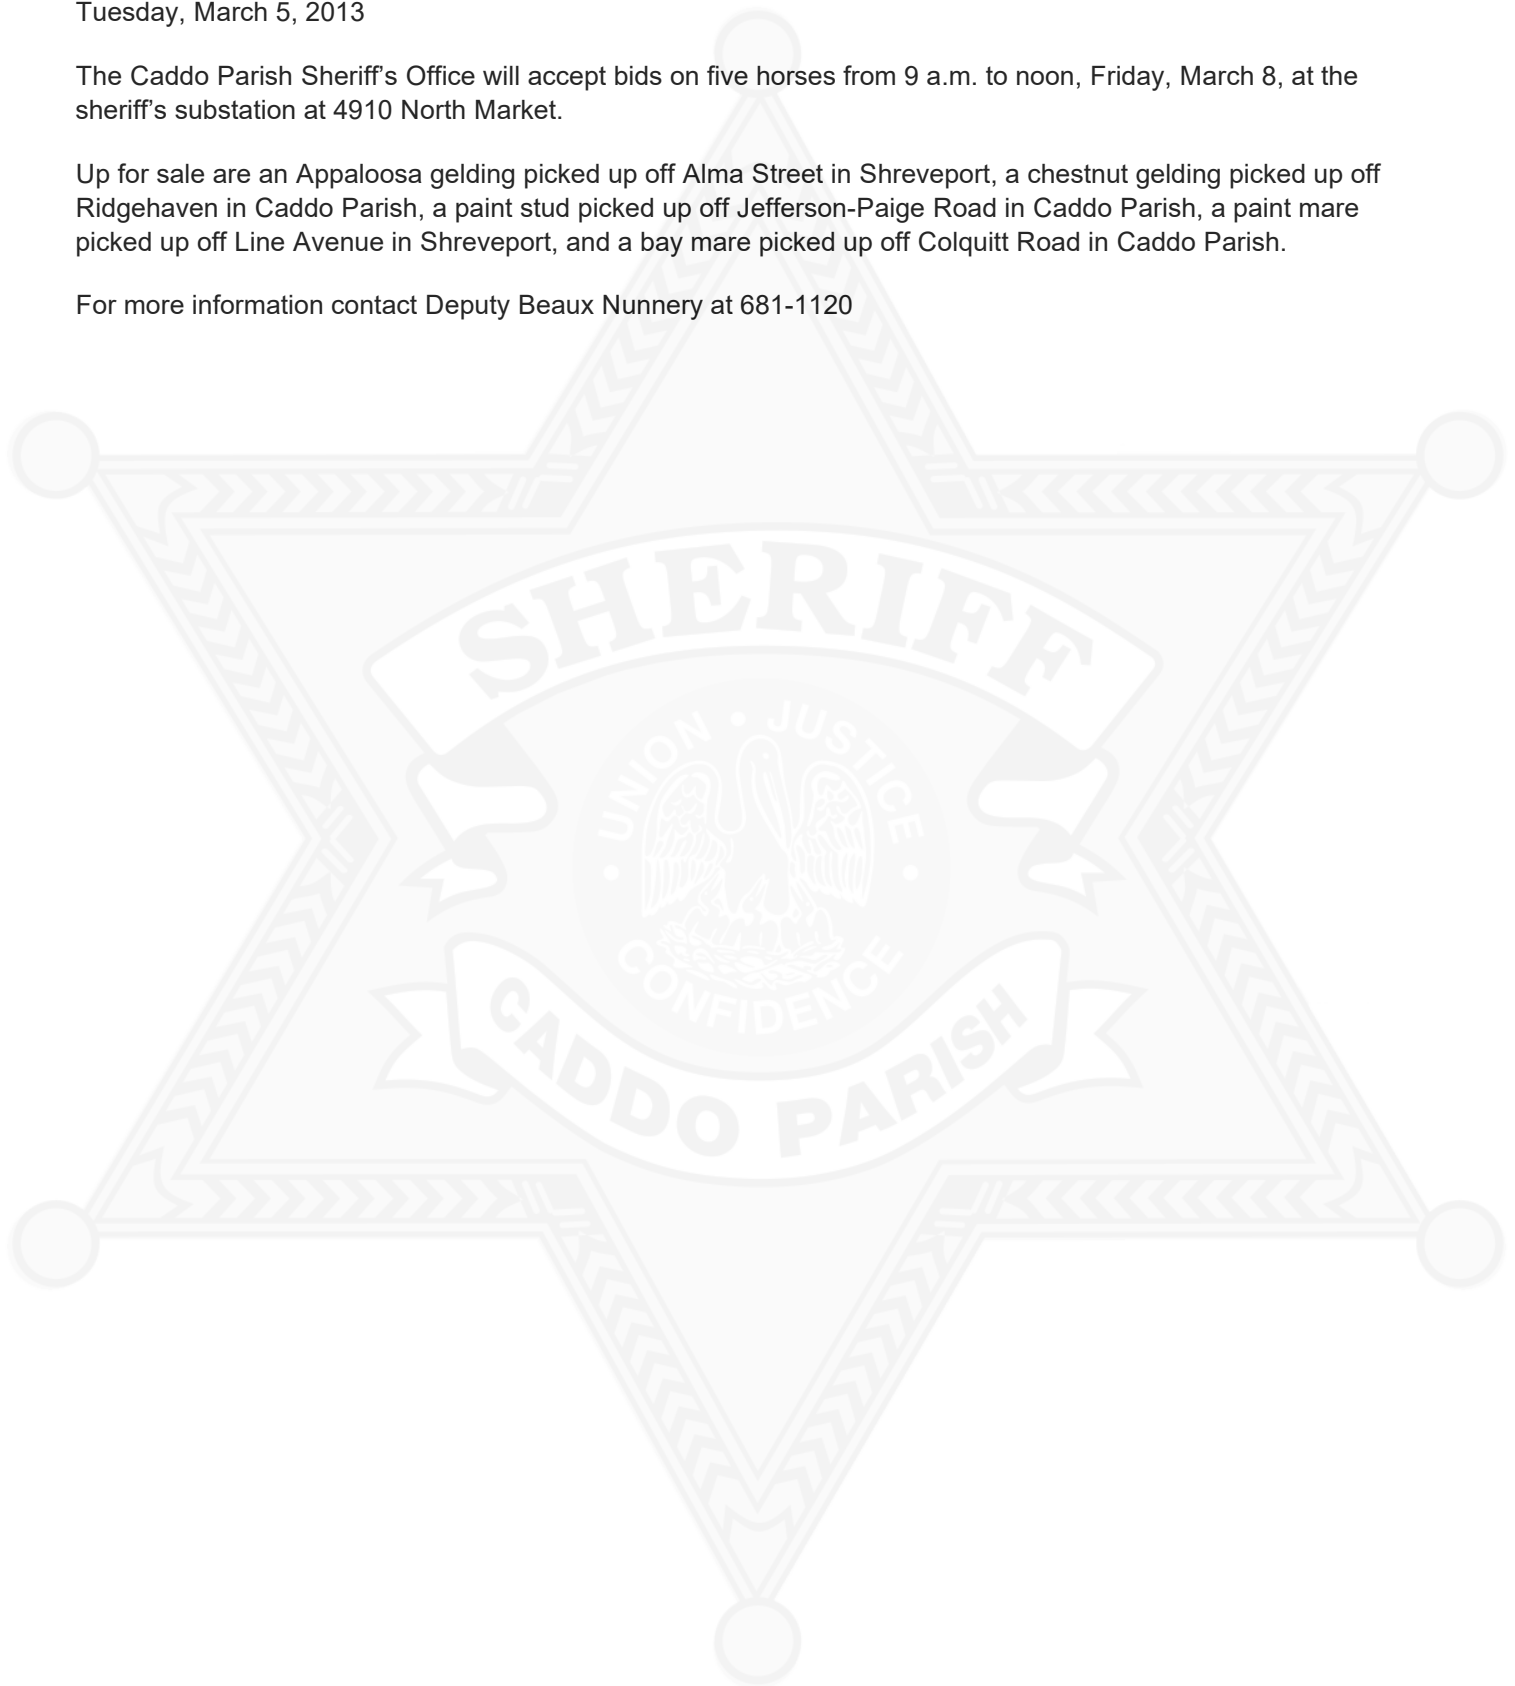 Tuesday, March 5, 2013
The Caddo Parish Sheriff’s Office will accept bids on five horses from 9 a.m. to noon, Friday, March 8, at the
sheriff’s substation at 4910 North Market.
Up for sale are an Appaloosa gelding picked up off Alma Street in Shreveport, a chestnut gelding picked up off
Ridgehaven in Caddo Parish, a paint stud picked up off Jefferson-Paige Road in Caddo Parish, a paint mare
picked up off Line Avenue in Shreveport, and a bay mare picked up off Colquitt Road in Caddo Parish.
For more information contact Deputy Beaux Nunnery at 681-1120
SHERIFF
UNION • JUSTICE
• CONFIDENCE •
CADDO PARISH